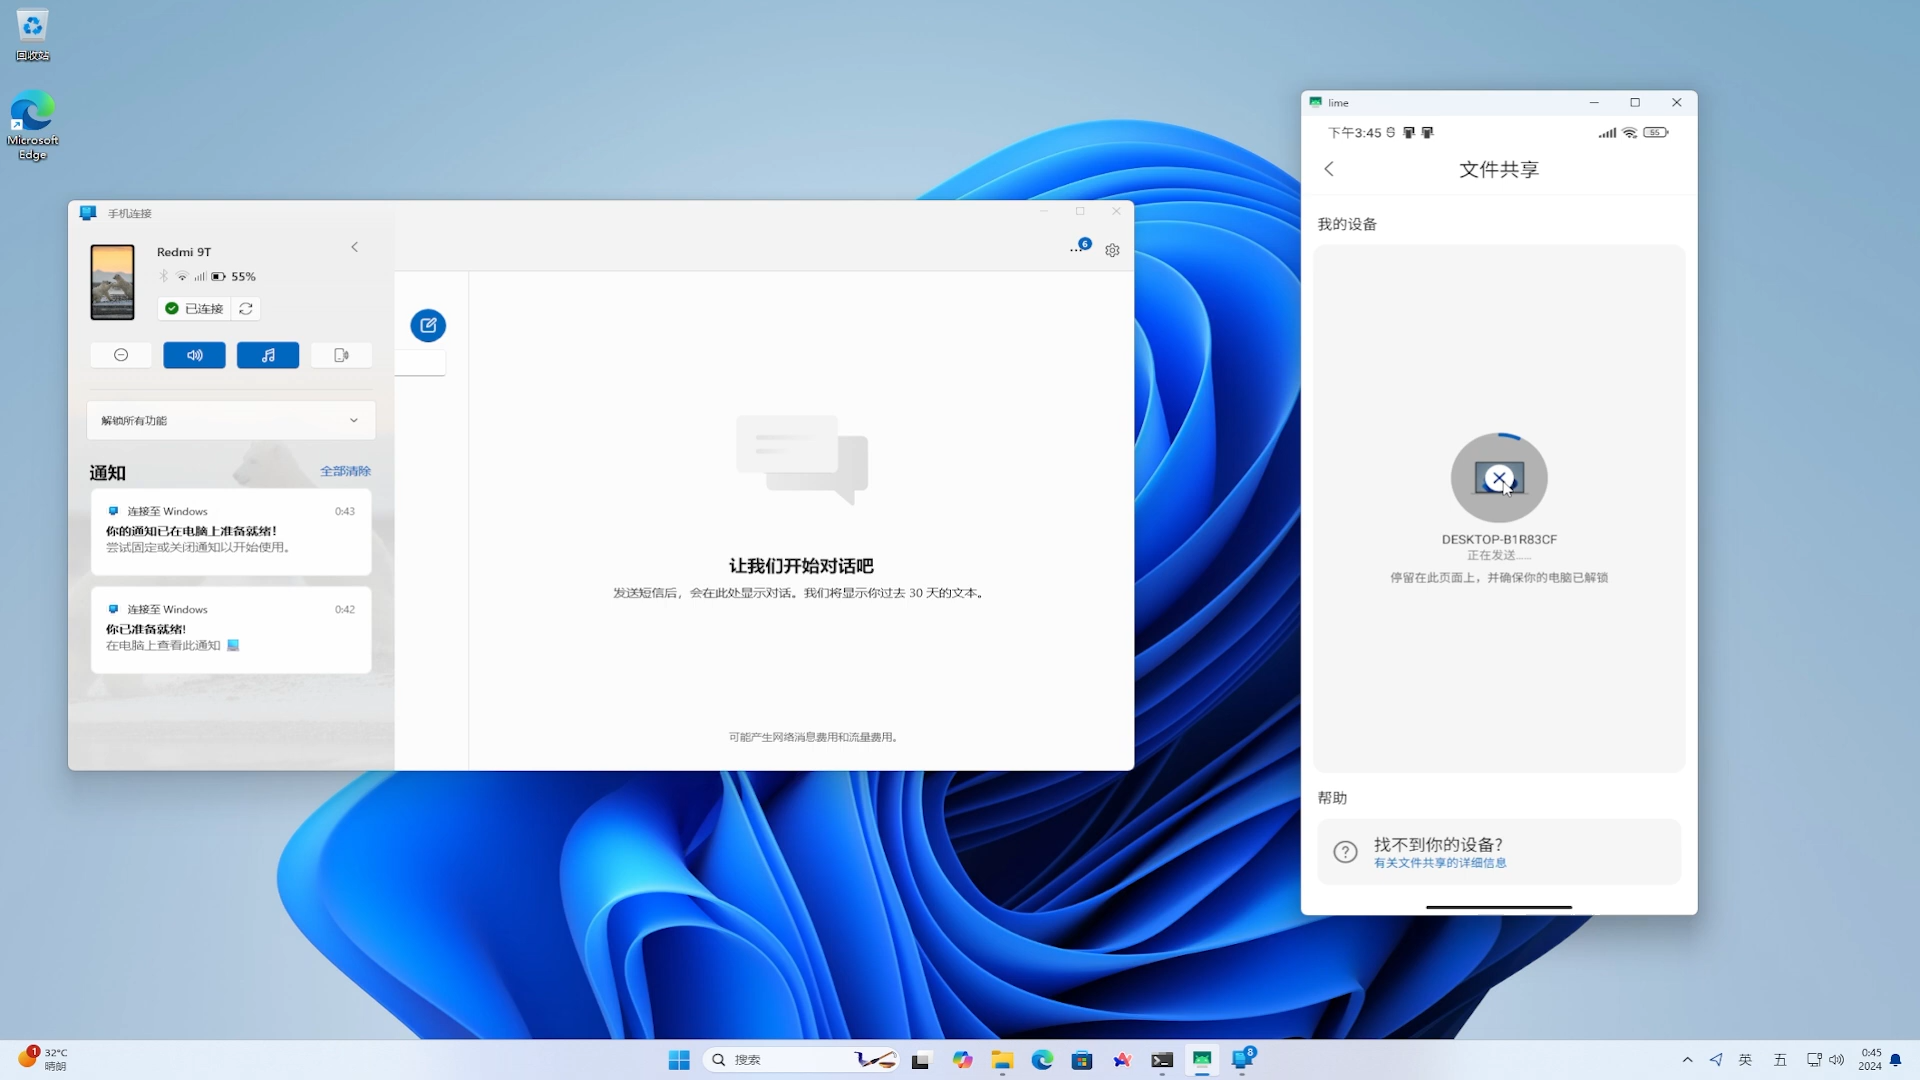 回收站
Microsoft
Edge
手机连接
Redmi 9T
55%
已连接
解锁所有功能
通知
全部清除
连接至 Windows
0:43
你的通知已在电脑上准备就绪!
尝试固定或关闭通知以开始使用。
连接至 Windows
0:42
你已准备就绪!
在电脑上查看此通知
6
让我们开始对话吧
发送短信后，会在此处显示对话。我们将显示你过去 30 天的文本。
可能产生网络消息费用和流量费用。
lime
下午3:45
55
文件共享
我的设备
DESKTOP-B1R83CF
正在发送......
停留在此页面上，并确保你的电脑已解锁
帮助
找不到你的设备?
有关文件共享的详细信息
1
32°C
晴朗
搜索
8
英
五
0:45
2024